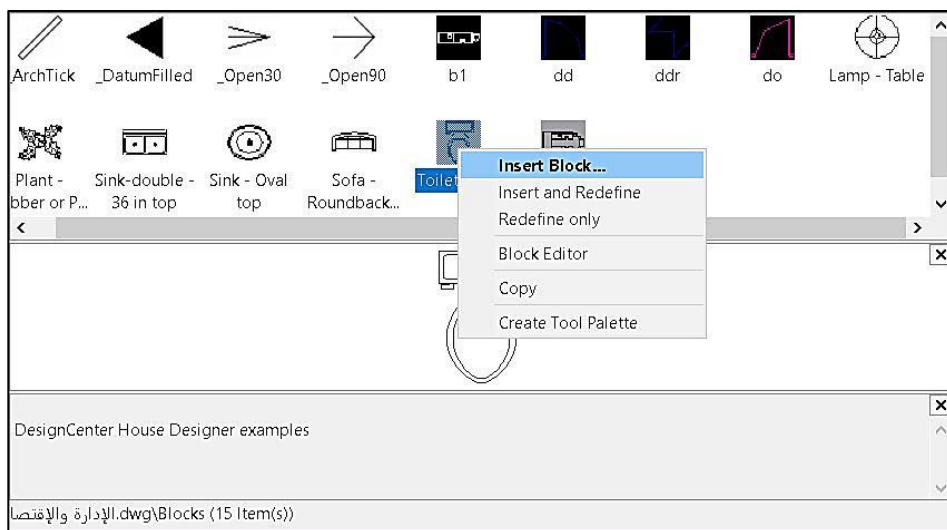 _ArchTick _DatumFilled _Open30 _Open90 b1 dd ddr do Lamp - Table
Plant - Sink-double - Sink - Oval Sofa - Toilet
bber or P... 36 in top top Roundback...
Insert Block...
Insert and Redefine
Redefine only
Block Editor
Copy
Create Tool Palette
DesignCenter House Designer examples
الإدارة والإقتصا.dwg\Blocks (15 Item(s))